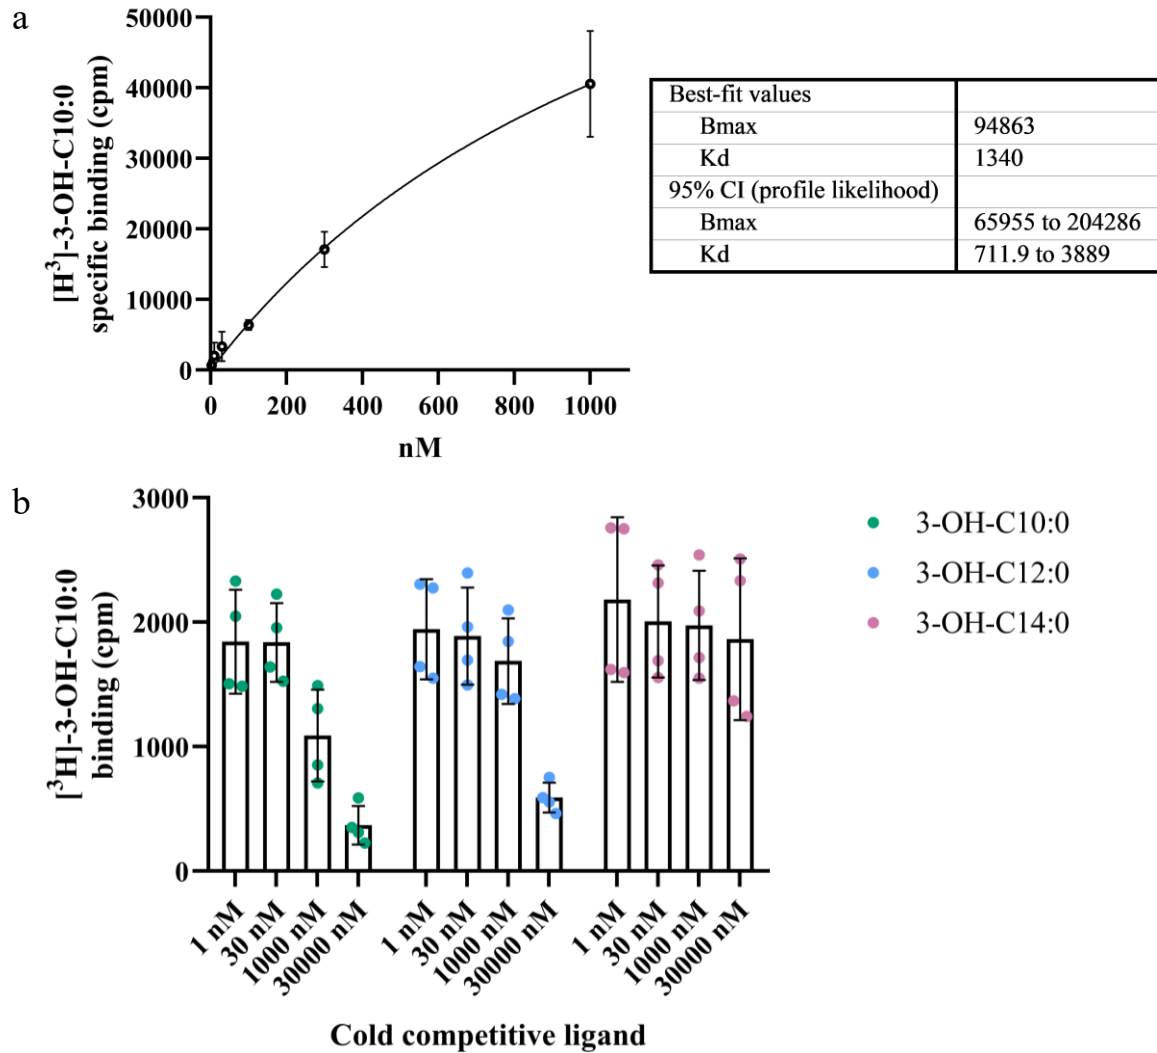 a
50000
40000
30000
20000
10000
0
[H³]-3-OH-C10:0
specific binding (cpm)
0 200 400 600 800 1000
nM
Best-fit values
Bmax 94863
Kd 1340
95% CI (profile likelihood)
Bmax 65955 to 204286
Kd 711.9 to 3889
b
3000
2000
1000
0
[³H]-3-OH-C10:0
binding (cpm)
1 nM
30 nM
1000 nM
30000 nM
1 nM
30 nM
1000 nM
30000 nM
1 nM
30 nM
1000 nM
30000 nM
Cold competitive ligand
3-OH-C10:0
3-OH-C12:0
3-OH-C14:0